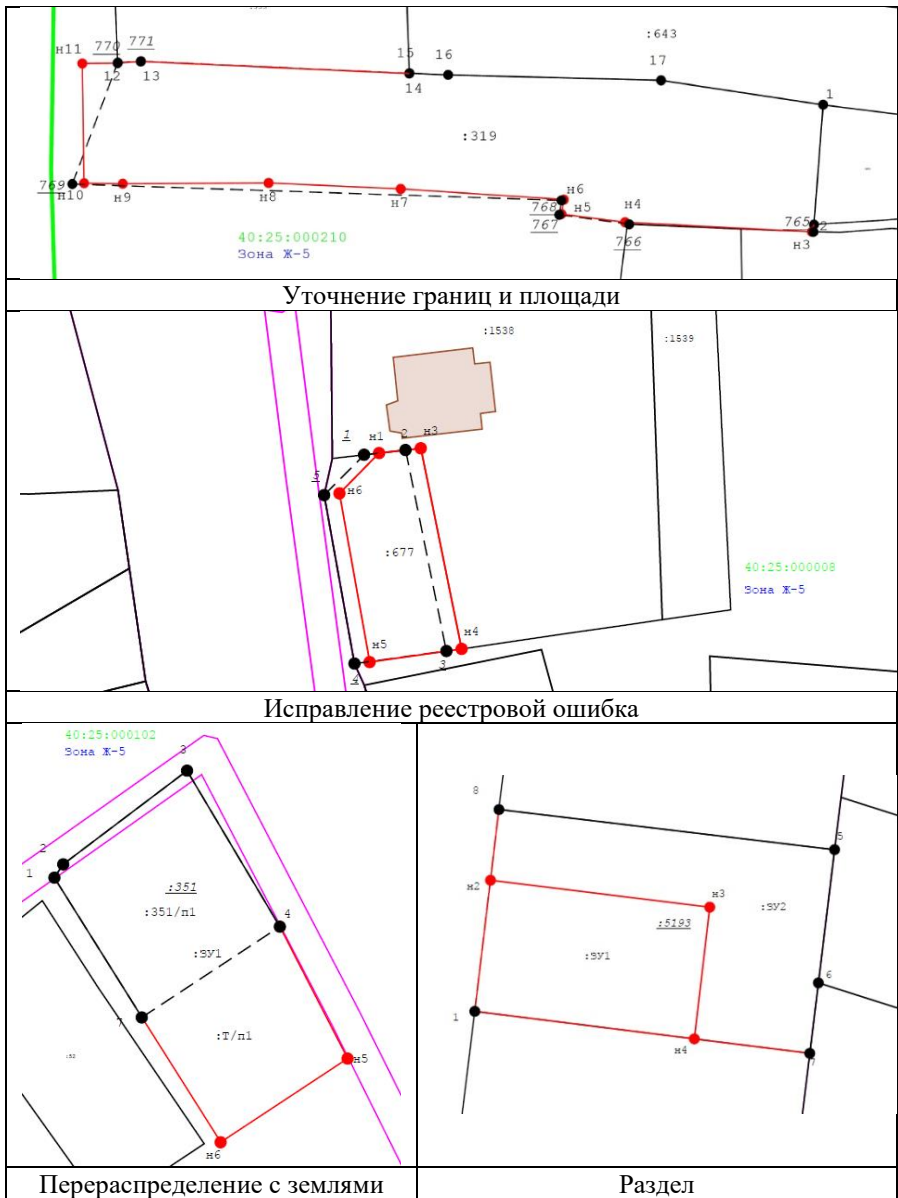 :643
н11 770 771 15 16 17 1
12 13 14
:319
769 н10 н9 н8 н7 н6
768 н5 н4 765 2
767 766 н3
40:25:000210
Зона Ж-5
Уточнение границ и площади
:1538
:1539
1 н1 2 н3
5 н6
:677
40:25:000008
Зона Ж-5
н5 н4
4 3
Исправление реестровой ошибка
40:25:000102
Зона Ж-5
3
2
1
:351
:351/п1
4
:ЗУ1
7
:Т/п1
н5
н6
8
5
н2 н3
:5193 :ЗУ2
:ЗУ1
6
1
н4 7
Перераспределение с землями
Раздел